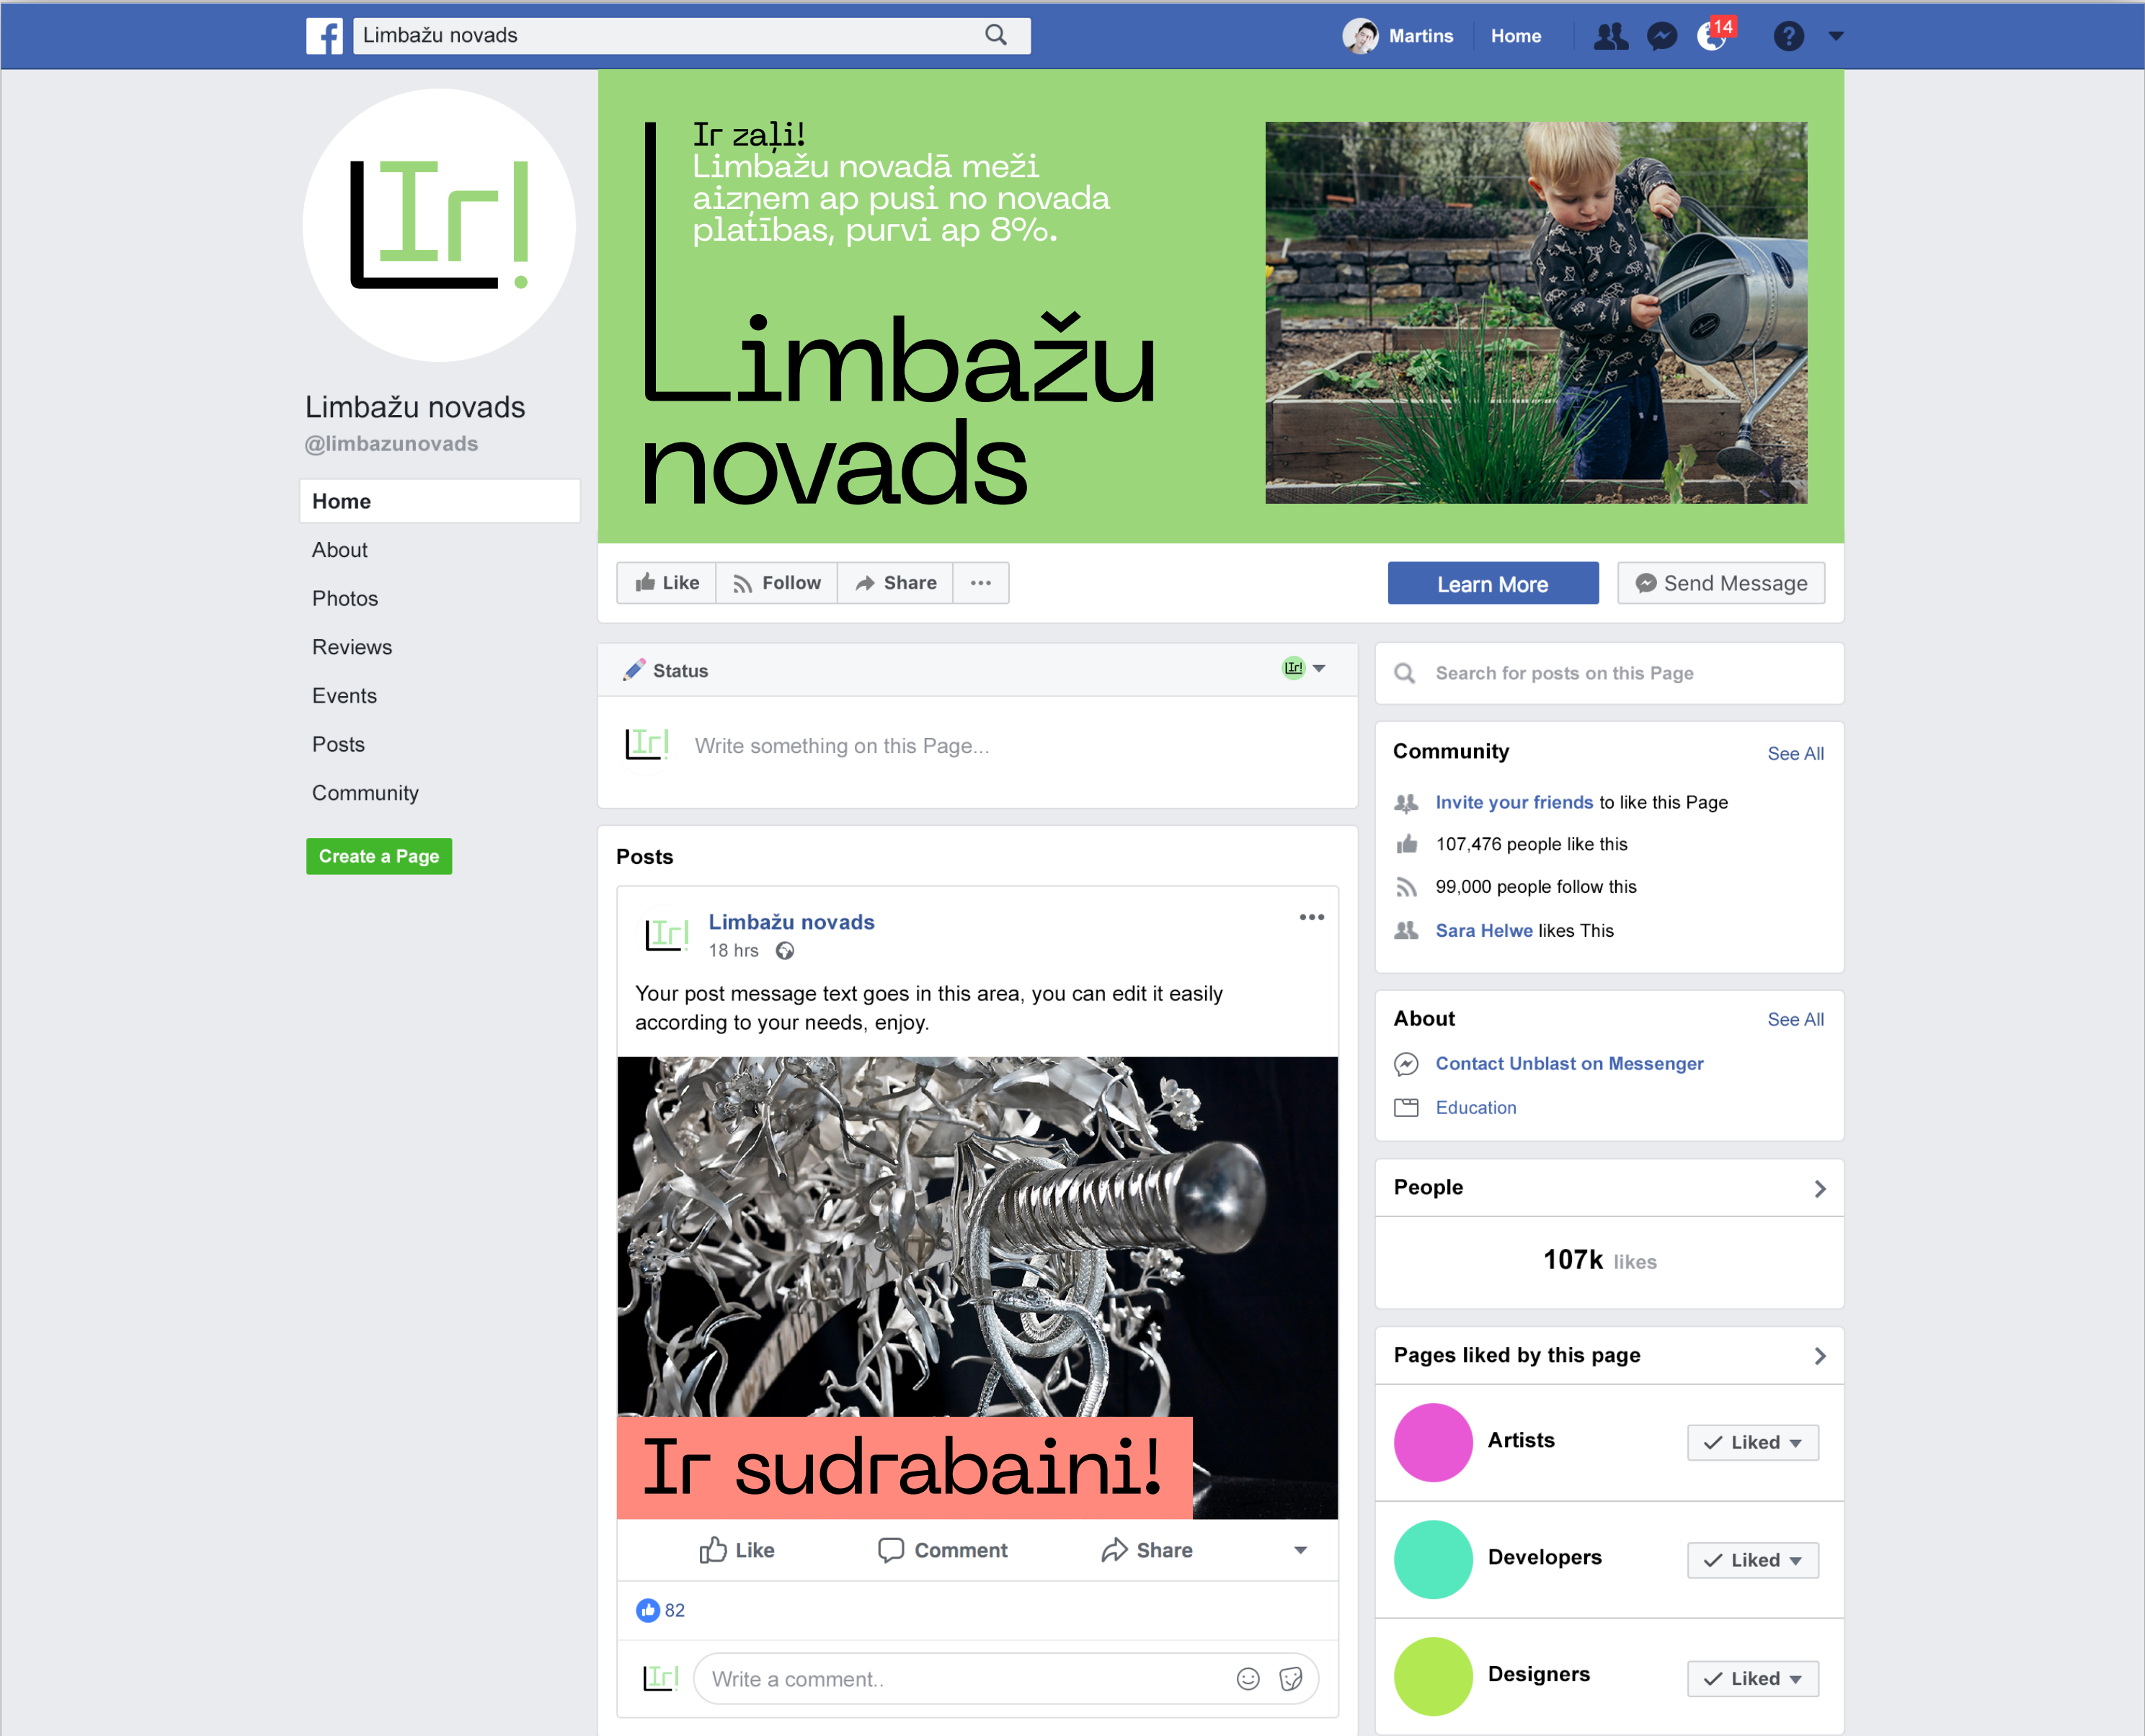 Limbažu novads
Martins
Home
14
Ir!
Limbažu novads
@limbazunovads
Home
About
Photos
Reviews
Events
Posts
Community
Create a Page
Ir zaļi!
Limbažu novadā meži
aizņem ap pusi no novada
platības, purvi ap 8%.
Limbažu
novads
Like
Follow
Share
Learn More
Send Message
Status
Ir!
Ir!
Write something on this Page...
Posts
Ir!
Limbažu novads
18 hrs
Your post message text goes in this area, you can edit it easily
according to your needs, enjoy.
Ir sudrabaini!
Like
Comment
Share
82
Ir!
Write a comment..
Search for posts on this Page
Community
See All
Invite your friends to like this Page
107,476 people like this
99,000 people follow this
Sara Helwe likes This
About
See All
Contact Unblast on Messenger
Education
People
107k likes
Pages liked by this page
Artists
Liked
Developers
Liked
Designers
Liked